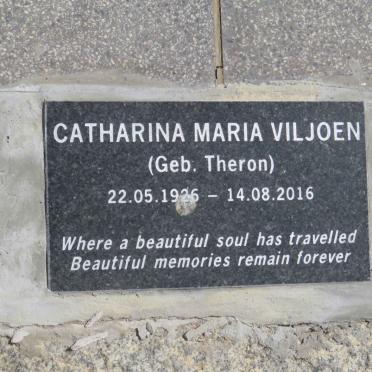 CATHARINA MARIA VILJOEN
(Geb. Theron)
22.05.1926 – 14.08.2016
Where a beautiful soul has travelled
Beautiful memories remain forever